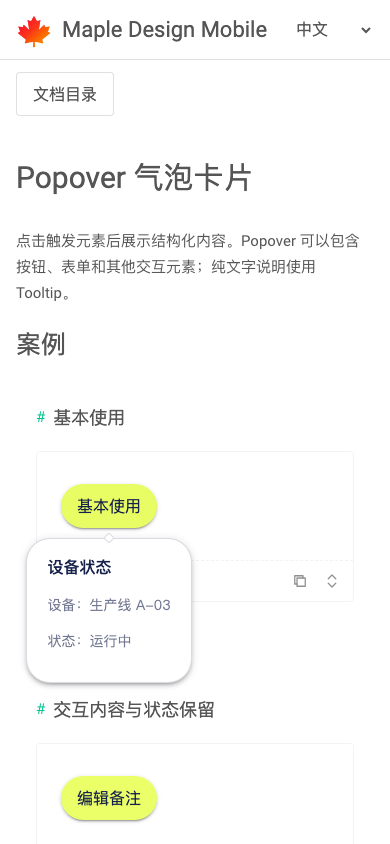 Maple Design Mobile
中文
文档目录
Popover 气泡卡片
点击触发元素后展示结构化内容。Popover 可以包含
按钮、表单和其他交互元素；纯文字说明使用
Tooltip。
案例
# 基本使用
基本使用
设备状态
设备：生产线 A-03
状态：运行中
# 交互内容与状态保留
编辑备注